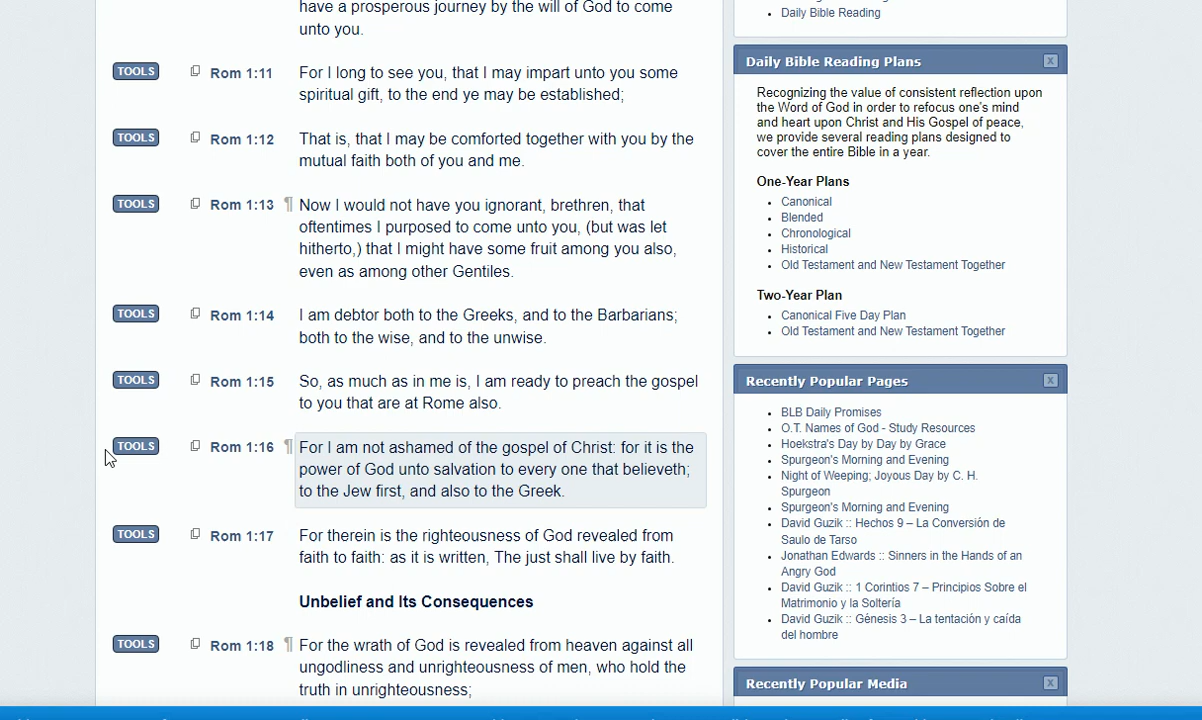 have a prosperous journey by the will of God to come
unto you.
TOOLS Rom 1:11 For I long to see you, that I may impart unto you some
spiritual gift, to the end ye may be established;
TOOLS Rom 1:12 That is, that I may be comforted together with you by the
mutual faith both of you and me.
TOOLS Rom 1:13 ¶ Now I would not have you ignorant, brethren, that
oftentimes I purposed to come unto you, (but was let
hitherto,) that I might have some fruit among you also,
even as among other Gentiles.
TOOLS Rom 1:14 I am debtor both to the Greeks, and to the Barbarians;
both to the wise, and to the unwise.
TOOLS Rom 1:15 So, as much as in me is, I am ready to preach the gospel
to you that are at Rome also.
TOOLS Rom 1:16 ¶ For I am not ashamed of the gospel of Christ: for it is the
power of God unto salvation to every one that believeth;
to the Jew first, and also to the Greek.
TOOLS Rom 1:17 For therein is the righteousness of God revealed from
faith to faith: as it is written, The just shall live by faith.
Unbelief and Its Consequences
TOOLS Rom 1:18 ¶ For the wrath of God is revealed from heaven against all
ungodliness and unrighteousness of men, who hold the
truth in unrighteousness;
Daily Bible Reading
Daily Bible Reading Plans x
Recognizing the value of consistent reflection upon
the Word of God in order to refocus one's mind
and heart upon Christ and His Gospel of peace,
we provide several reading plans designed to
cover the entire Bible in a year.
One-Year Plans
Canonical
Blended
Chronological
Historical
Old Testament and New Testament Together
Two-Year Plan
Canonical Five Day Plan
Old Testament and New Testament Together
Recently Popular Pages x
BLB Daily Promises
O.T. Names of God - Study Resources
Hoekstra's Day by Day by Grace
Spurgeon's Morning and Evening
Night of Weeping; Joyous Day by C. H.
Spurgeon
Spurgeon's Morning and Evening
David Guzik :: Hechos 9 – La Conversión de
Saulo de Tarso
Jonathan Edwards :: Sinners in the Hands of an
Angry God
David Guzik :: 1 Corintios 7 – Principios Sobre el
Matrimonio y la Soltería
David Guzik :: Génesis 3 – La tentación y caída
del hombre
Recently Popular Media x